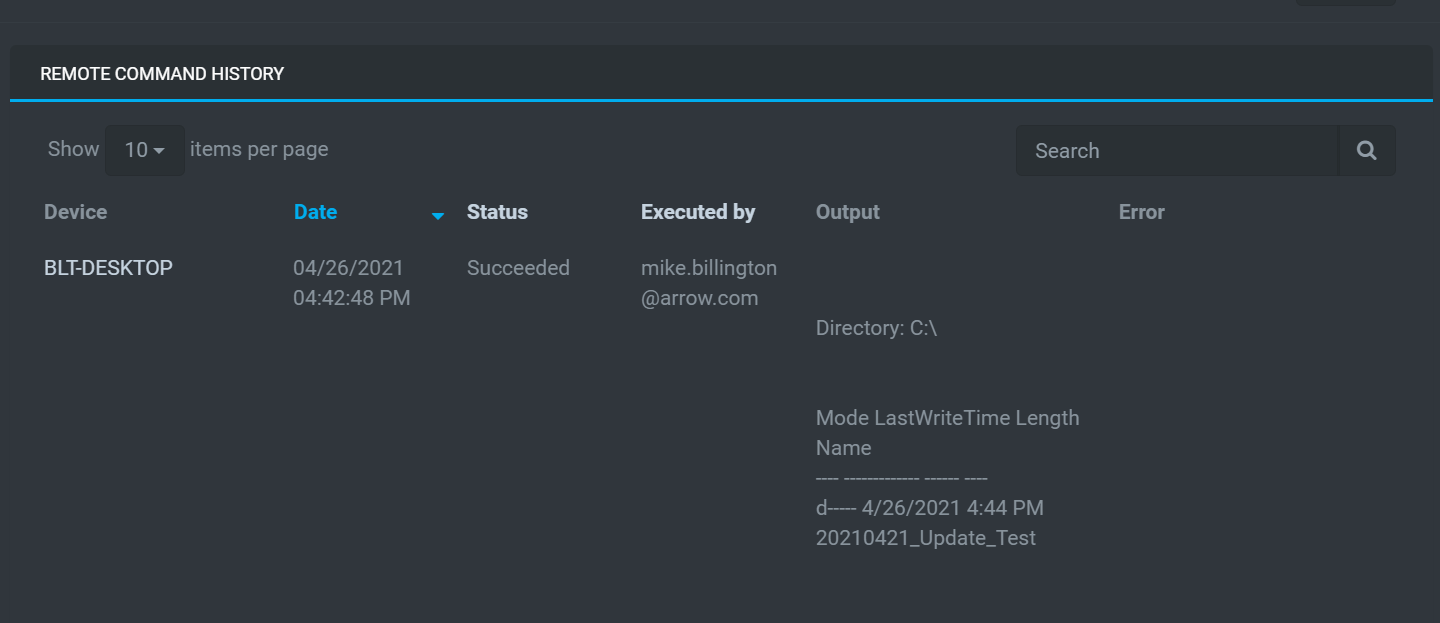 REMOTE COMMAND HISTORY
Show 10 items per page
Search
Device Date Status Executed by Output Error
BLT-DESKTOP 04/26/2021 Succeeded mike.billington
04:42:48 PM @arrow.com
Directory: C:\
Mode LastWriteTime Length
Name
---- ------------- ------ ----
d----- 4/26/2021 4:44 PM
20210421_Update_Test